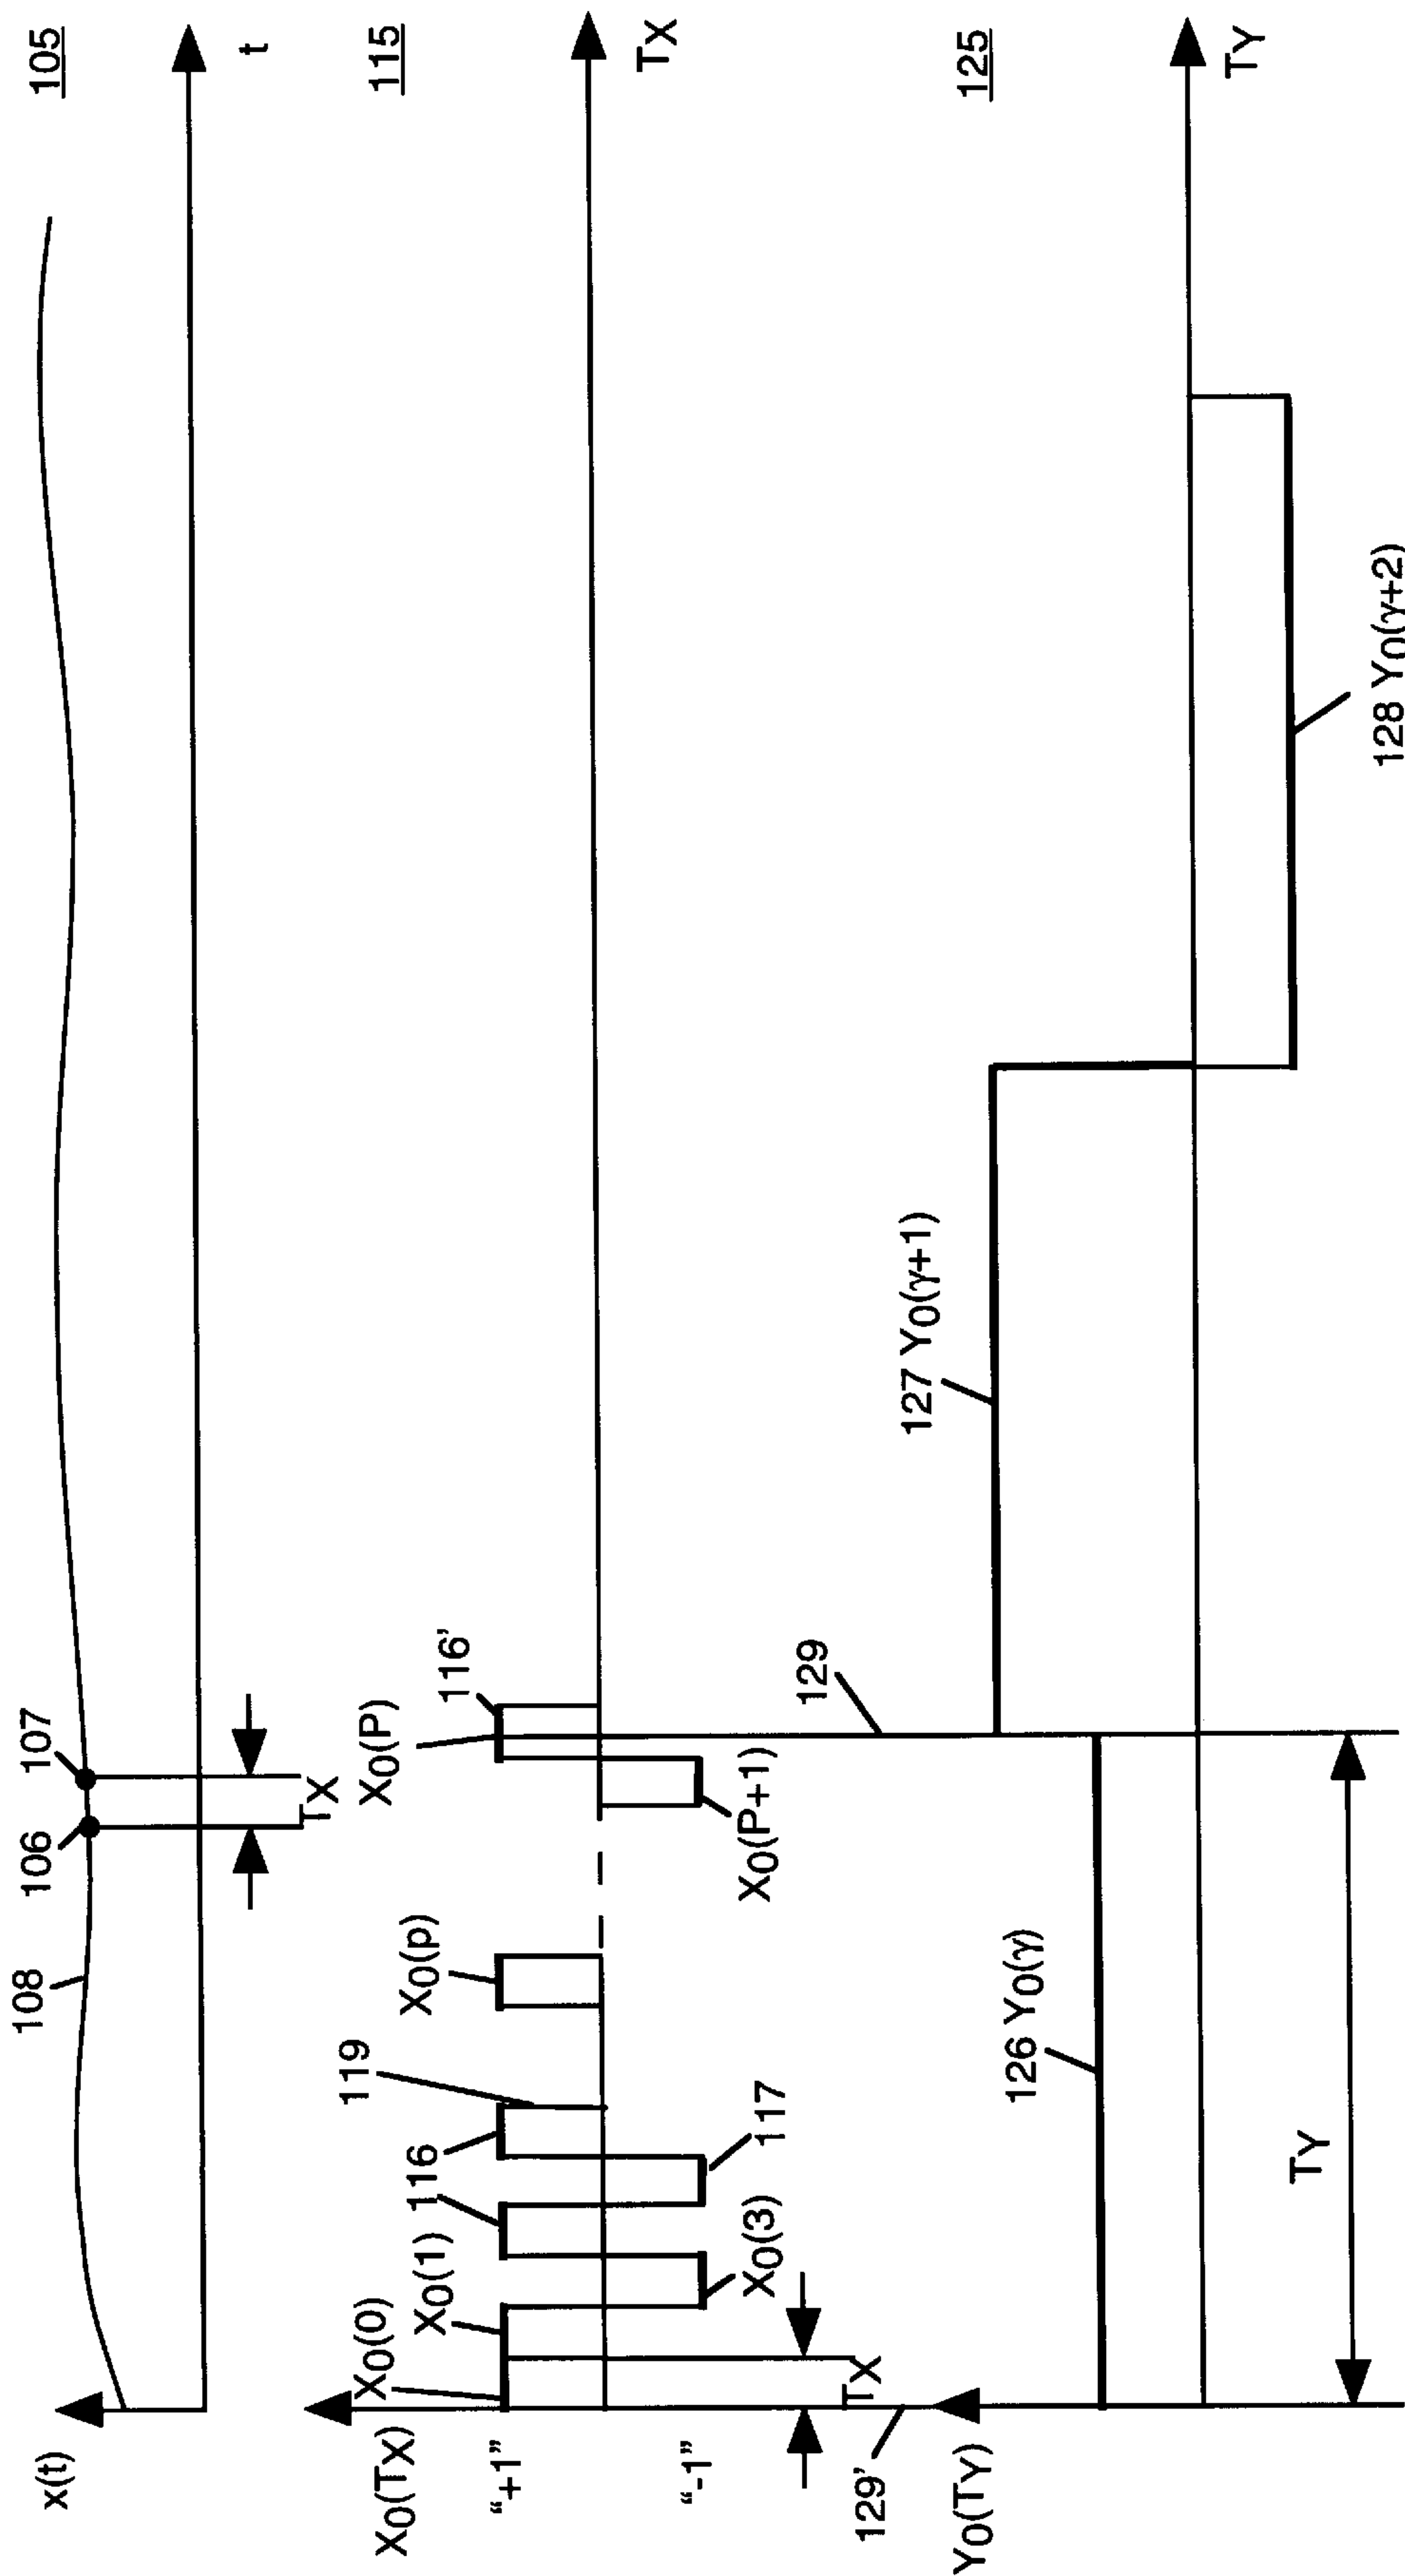 105
x(t)
108
106
107
TX
t
115
X0(TX)
“+1”
“-1”
X0(0)
X0(1)
X0(3)
116
117
119
X0(p)
X0(P+1)
X0(P)
116’
TX
TX
129’
129
125
Y0(TY)
126 Y0(γ)
127 Y0(γ+1)
128 Y0(γ+2)
TY
TY